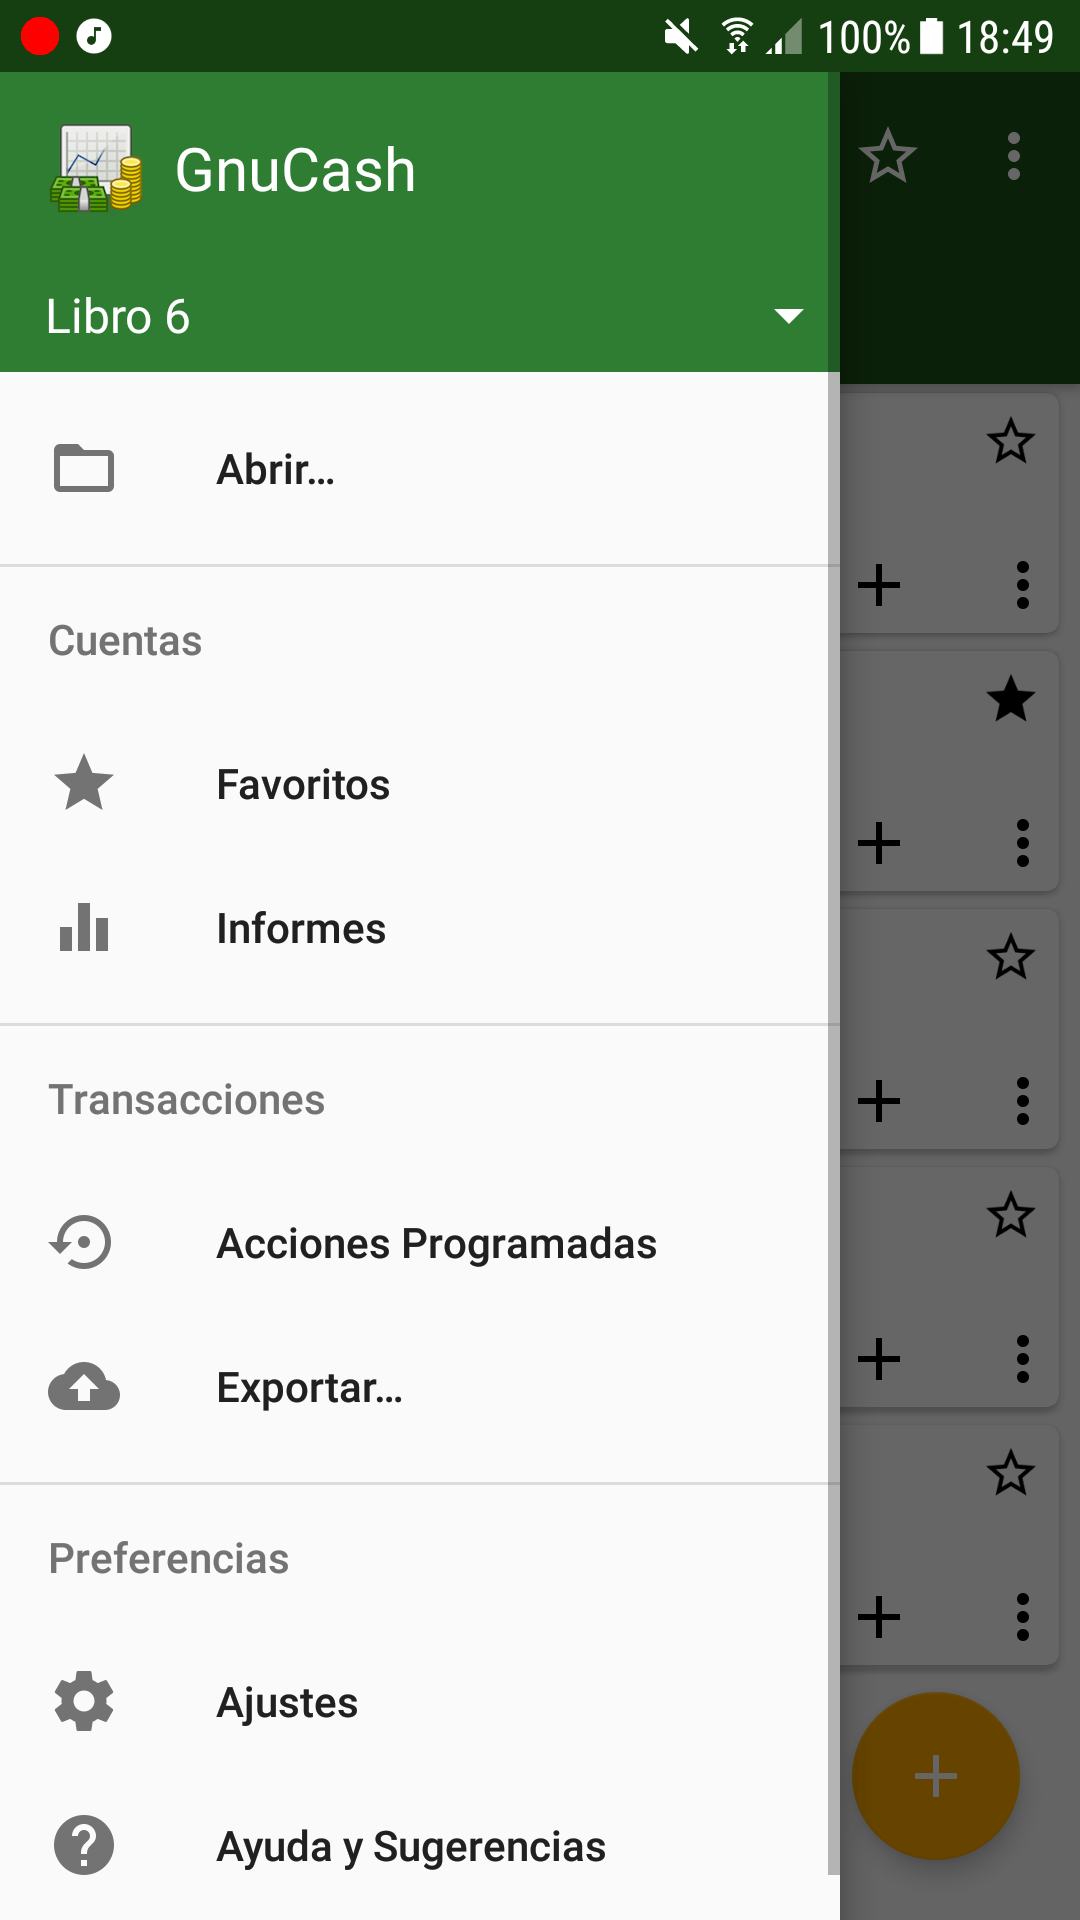 100% 18:49
GnuCash
Libro 6
Abrir...
Cuentas
Favoritos
Informes
Transacciones
Acciones Programadas
Exportar...
Preferencias
Ajustes
Ayuda y Sugerencias